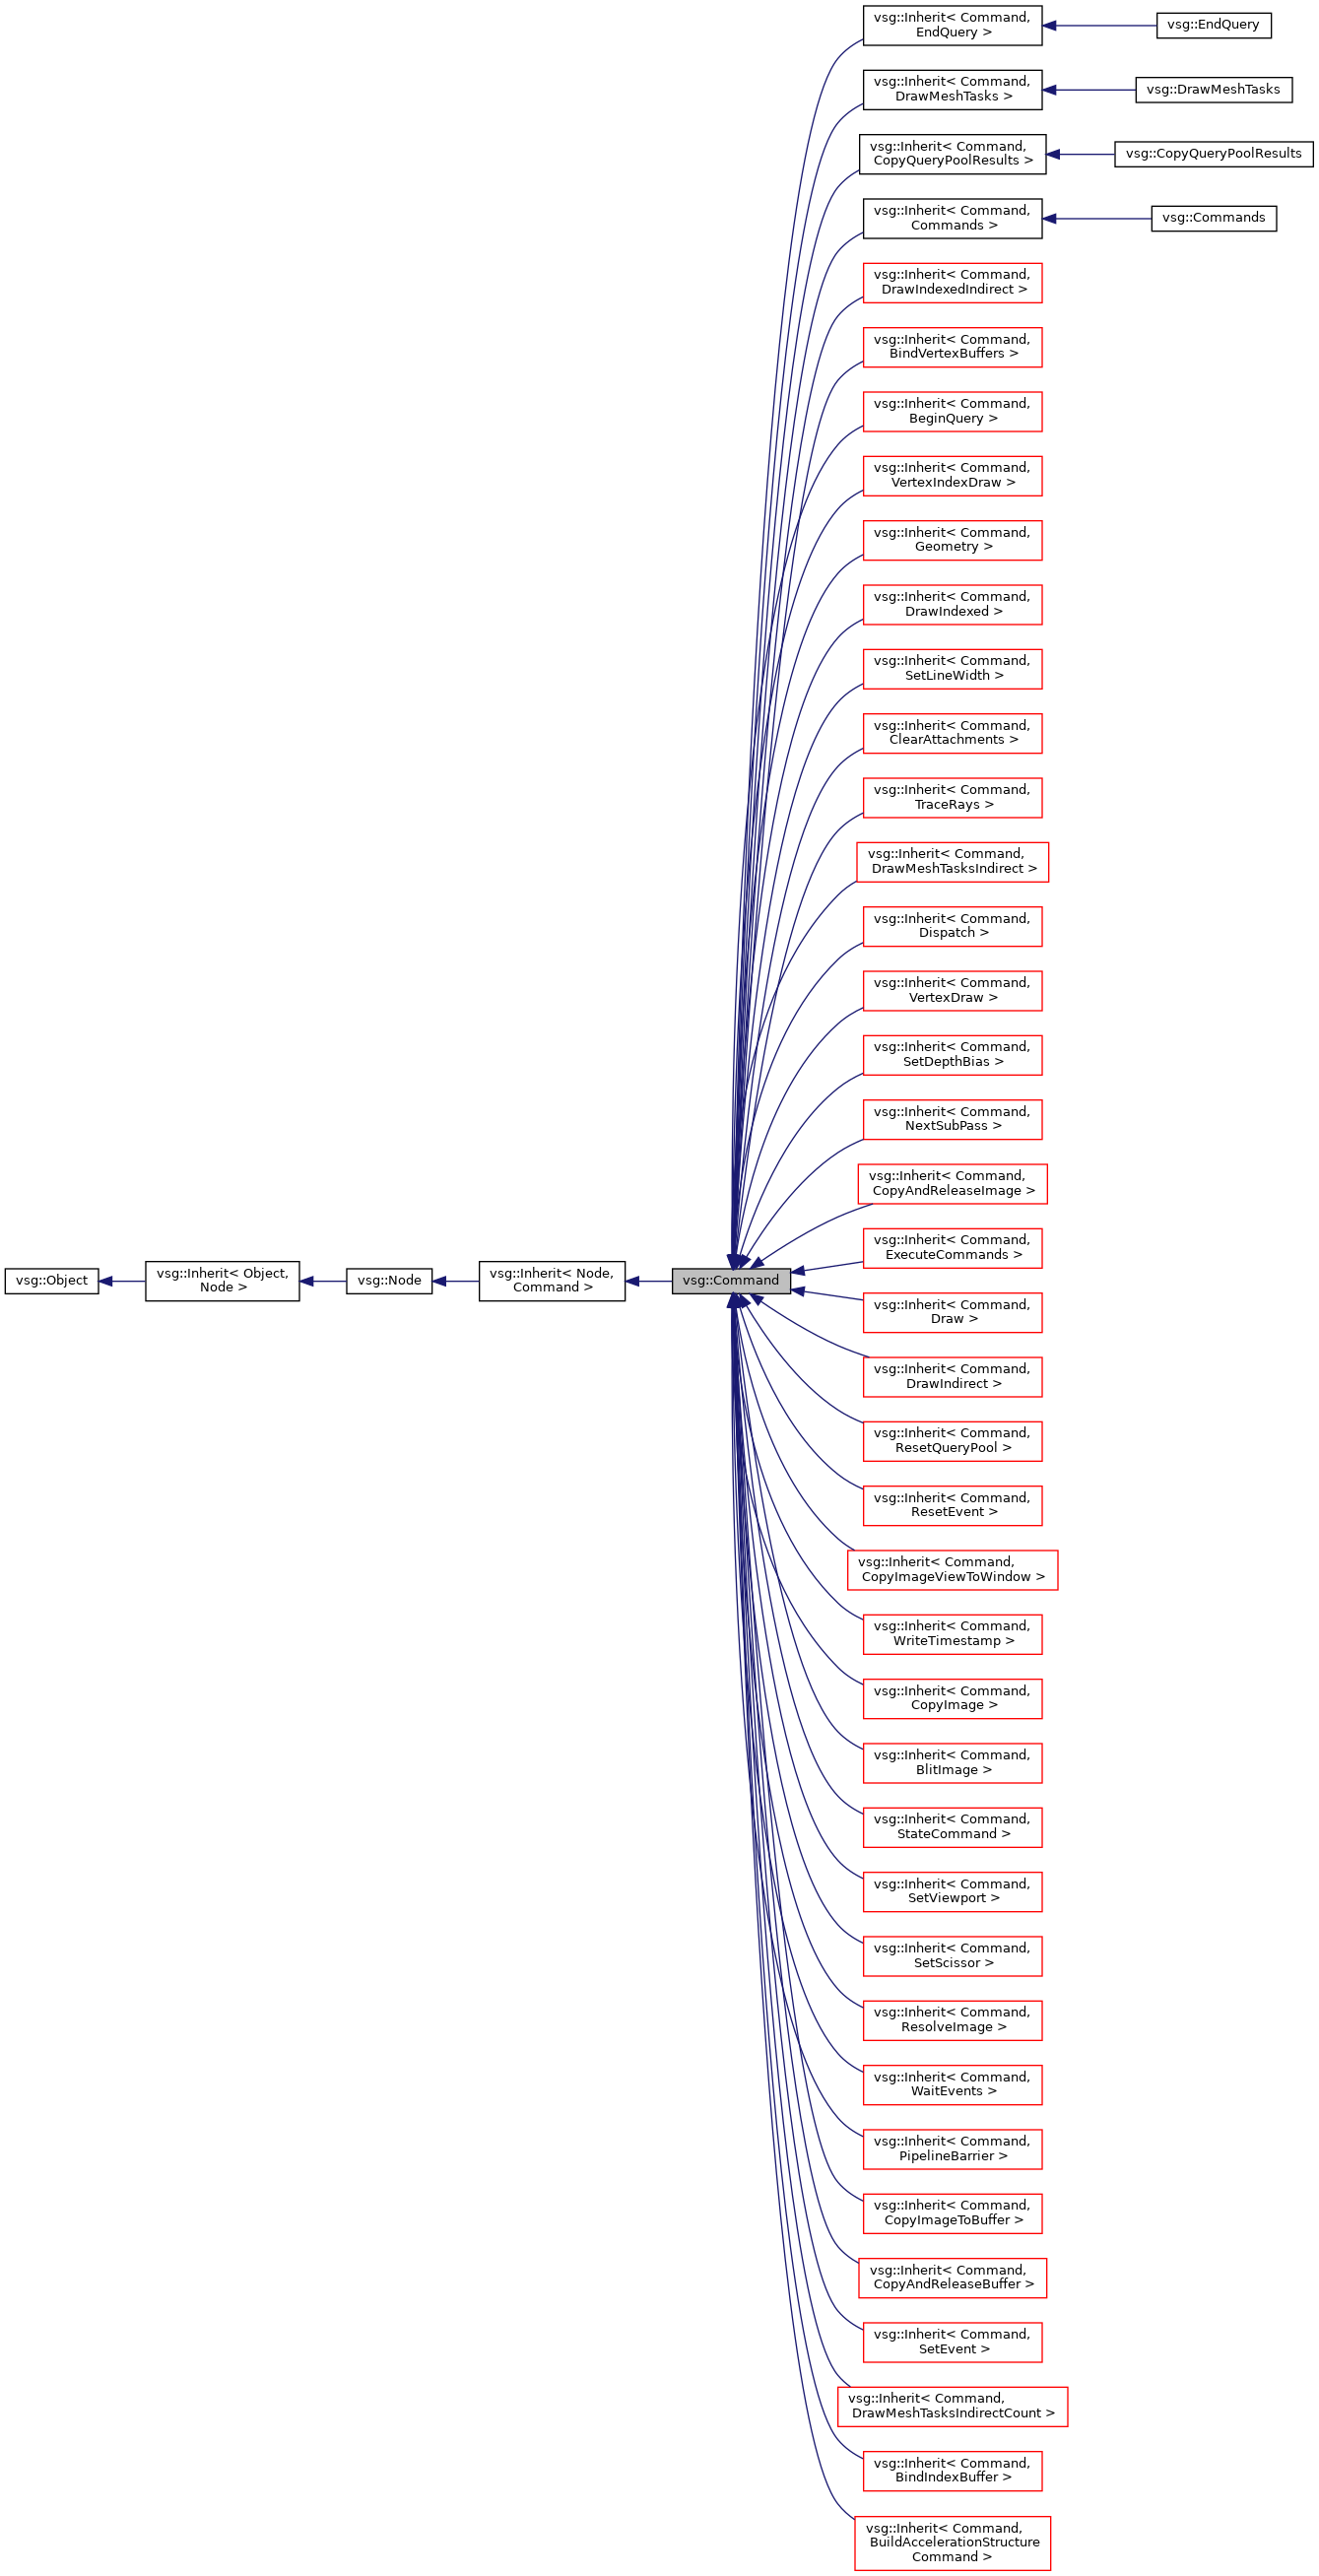 vsg::Inherit< Command,
EndQuery >
vsg::EndQuery
vsg::Inherit< Command,
DrawMeshTasks >
vsg::DrawMeshTasks
vsg::Inherit< Command,
CopyQueryPoolResults >
vsg::CopyQueryPoolResults
vsg::Inherit< Command,
Commands >
vsg::Commands
vsg::Inherit< Command,
DrawIndexedIndirect >
vsg::Inherit< Command,
BindVertexBuffers >
vsg::Inherit< Command,
BeginQuery >
vsg::Inherit< Command,
VertexIndexDraw >
vsg::Inherit< Command,
Geometry >
vsg::Inherit< Command,
DrawIndexed >
vsg::Inherit< Command,
SetLineWidth >
vsg::Inherit< Command,
ClearAttachments >
vsg::Inherit< Command,
TraceRays >
vsg::Inherit< Command,
DrawMeshTasksIndirect >
vsg::Inherit< Command,
Dispatch >
vsg::Inherit< Command,
VertexDraw >
vsg::Inherit< Command,
SetDepthBias >
vsg::Inherit< Command,
NextSubPass >
vsg::Inherit< Command,
CopyAndReleaseImage >
vsg::Inherit< Command,
ExecuteCommands >
vsg::Object
vsg::Inherit< Object,
Node >
vsg::Node
vsg::Inherit< Node,
Command >
vsg::Command
vsg::Inherit< Command,
Draw >
vsg::Inherit< Command,
DrawIndirect >
vsg::Inherit< Command,
ResetQueryPool >
vsg::Inherit< Command,
ResetEvent >
vsg::Inherit< Command,
CopyImageViewToWindow >
vsg::Inherit< Command,
WriteTimestamp >
vsg::Inherit< Command,
CopyImage >
vsg::Inherit< Command,
BlitImage >
vsg::Inherit< Command,
StateCommand >
vsg::Inherit< Command,
SetViewport >
vsg::Inherit< Command,
SetScissor >
vsg::Inherit< Command,
ResolveImage >
vsg::Inherit< Command,
WaitEvents >
vsg::Inherit< Command,
PipelineBarrier >
vsg::Inherit< Command,
CopyImageToBuffer >
vsg::Inherit< Command,
CopyAndReleaseBuffer >
vsg::Inherit< Command,
SetEvent >
vsg::Inherit< Command,
DrawMeshTasksIndirectCount >
vsg::Inherit< Command,
BindIndexBuffer >
vsg::Inherit< Command,
BuildAccelerationStructure
Command >